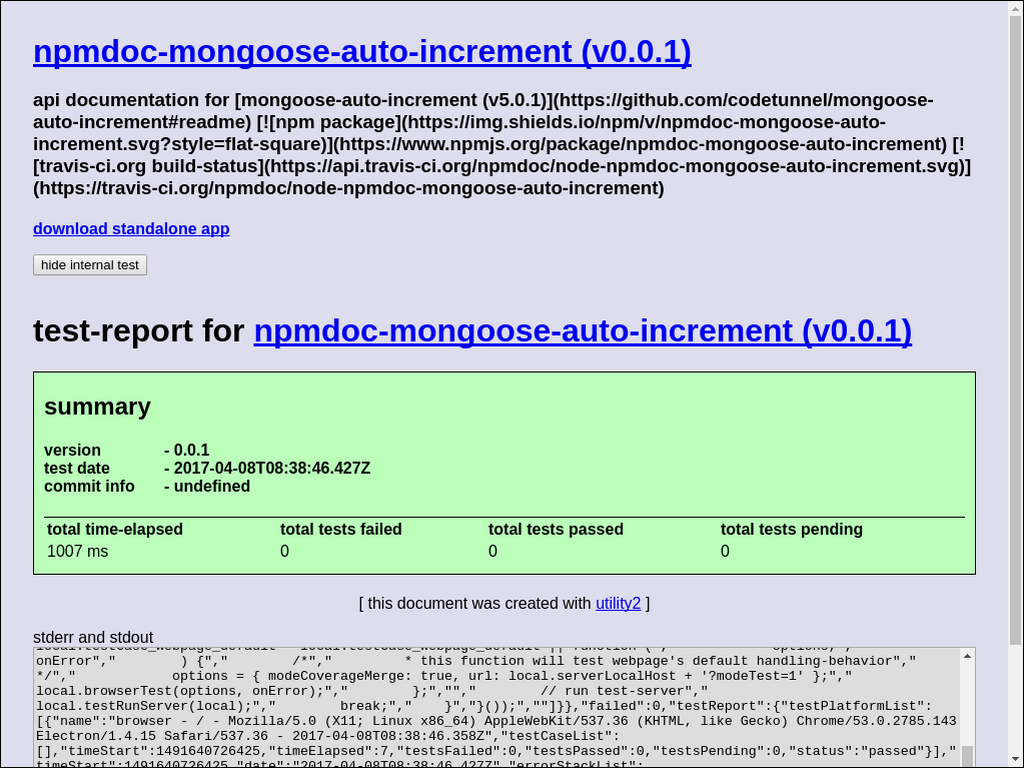 npmdoc-mongoose-auto-increment (v0.0.1)
api documentation for [mongoose-auto-increment (v5.0.1)](https://github.com/codetunnel/mongoose-
auto-increment#readme) [![npm package](https://img.shields.io/npm/v/npmdoc-mongoose-auto-
increment.svg?style=flat-square)](https://www.npmjs.org/package/npmdoc-mongoose-auto-increment) [!
[travis-ci.org build-status](https://api.travis-ci.org/npmdoc/node-npmdoc-mongoose-auto-increment.svg)]
(https://travis-ci.org/npmdoc/node-npmdoc-mongoose-auto-increment)
download standalone app
hide internal test
test-report for npmdoc-mongoose-auto-increment (v0.0.1)
summary
version - 0.0.1
test date - 2017-04-08T08:38:46.427Z
commit info - undefined
total time-elapsed total tests failed total tests passed total tests pending
1007 ms 0 0 0
[ this document was created with utility2 ]
stderr and stdout
onError"," ) {"," /*"," * this function will test webpage's default handling-behavior","
*/"," options = { modeCoverageMerge: true, url: local.serverLocalHost + '?modeTest=1' };","
local.browserTest(options, onError);"," };",""," // run test-server","
local.testRunServer(local);"," break;"," }","}());",""]}},"failed":0,"testReport":{"testPlatformList":
[{"name":"browser - / - Mozilla/5.0 (X11; Linux x86_64) AppleWebKit/537.36 (KHTML, like Gecko) Chrome/53.0.2785.143
Electron/1.4.15 Safari/537.36 - 2017-04-08T08:38:46.358Z","testCaseList":
[],"timeStart":1491640726425,"timeElapsed":7,"testsFailed":0,"testsPassed":0,"testsPending":0,"status":"passed"}],"
timeStart":1491640726425,"date":"2017-04-08T08:38:46.427Z","errorStackList":